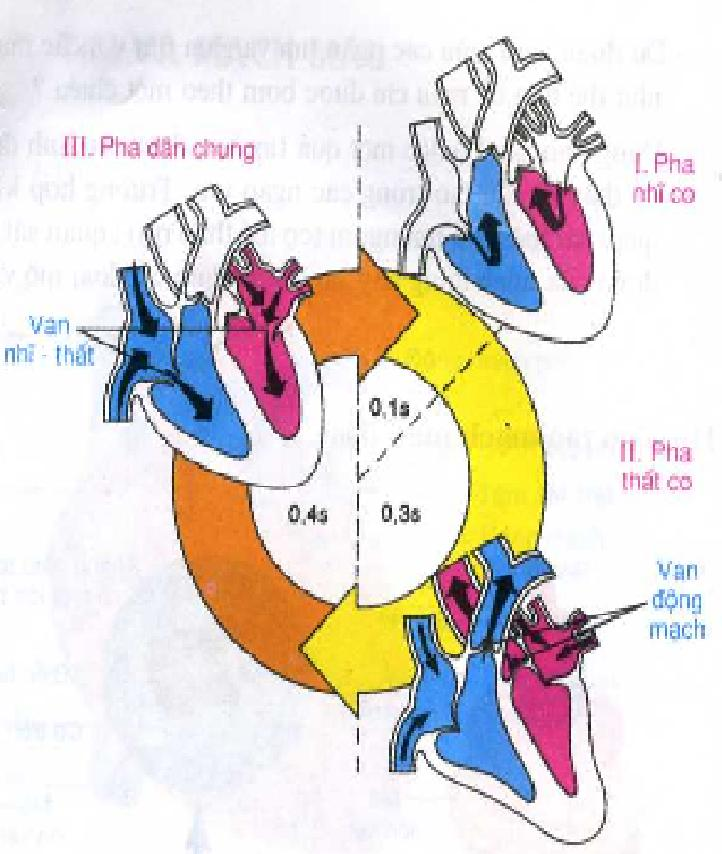 III. Pha dãn chung
I. Pha
nhĩ co
Van
nhĩ - thất
0,1s
II. Pha
thất co
0,4s
0,3s
Van
động
mạch